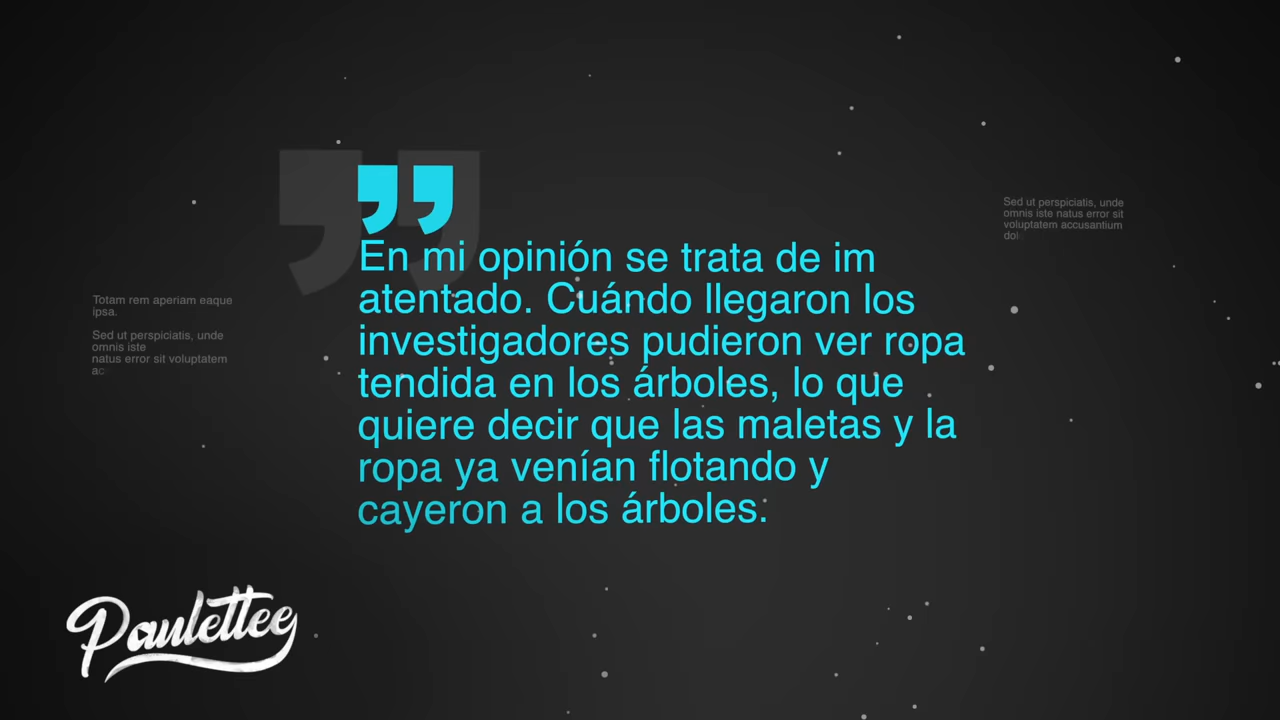 En mi opinión se trata de im
atentado. Cuándo llegaron los
investigadores pudieron ver ropa
tendida en los árboles, lo que
quiere decir que las maletas y la
ropa ya venían flotando y
cayeron a los árboles.
Totam rem aperiam eaque
ipsa.
Sed ut perspiciatis, unde
omnis iste
natus error sit voluptatem
ac
Sed ut perspiciatis, unde
omnis iste natus error sit
voluptatem accusantium
dol
Paulettee